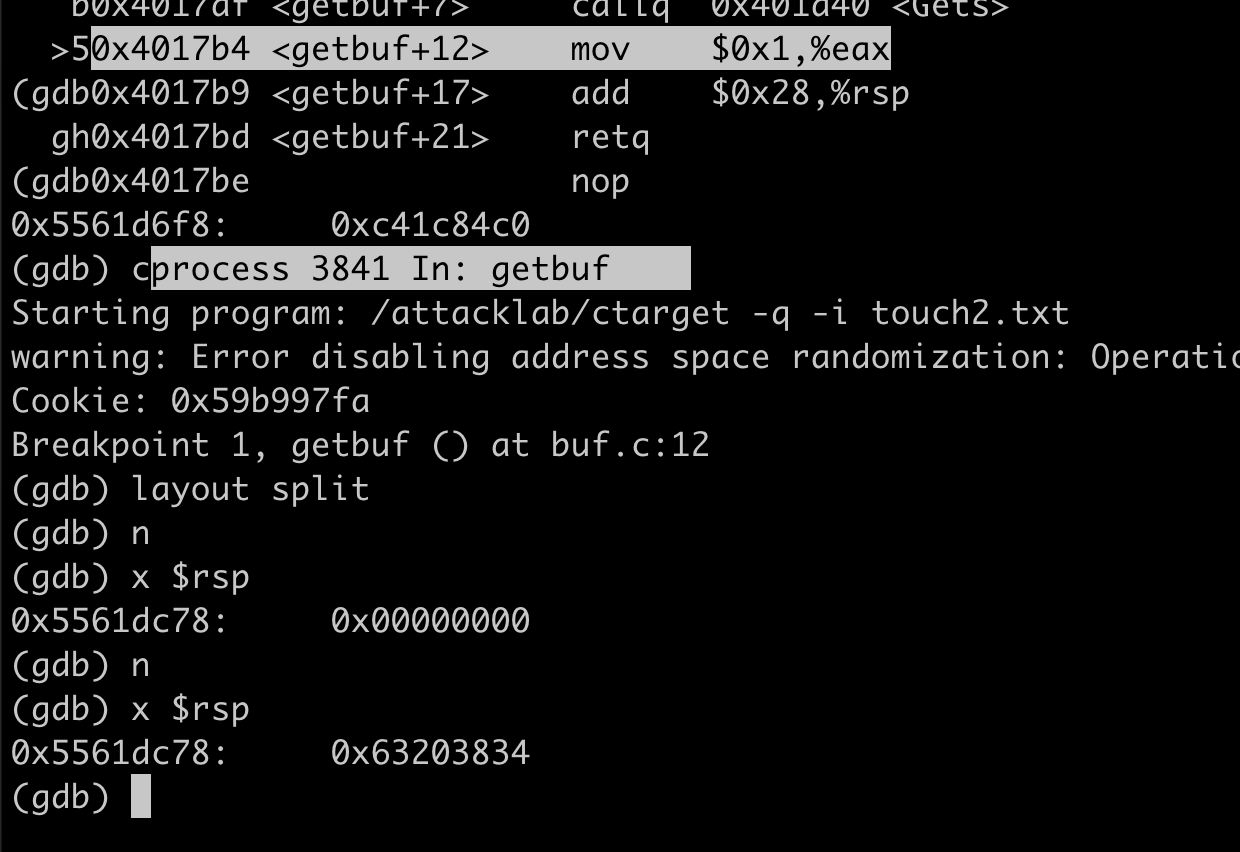 b0x4017af <getbuf+7>     callq  0x401a40 <Gets>
  >50x4017b4 <getbuf+12>    mov    $0x1,%eax
(gdb0x4017b9 <getbuf+17>    add    $0x28,%rsp
  gh0x4017bd <getbuf+21>    retq
(gdb0x4017be                nop
0x5561d6f8:     0xc41c84c0
(gdb) cprocess 3841 In: getbuf
Starting program: /attacklab/ctarget -q -i touch2.txt
warning: Error disabling address space randomization: Operatio
Cookie: 0x59b997fa
Breakpoint 1, getbuf () at buf.c:12
(gdb) layout split
(gdb) n
(gdb) x $rsp
0x5561dc78:     0x00000000
(gdb) n
(gdb) x $rsp
0x5561dc78:     0x63203834
(gdb)